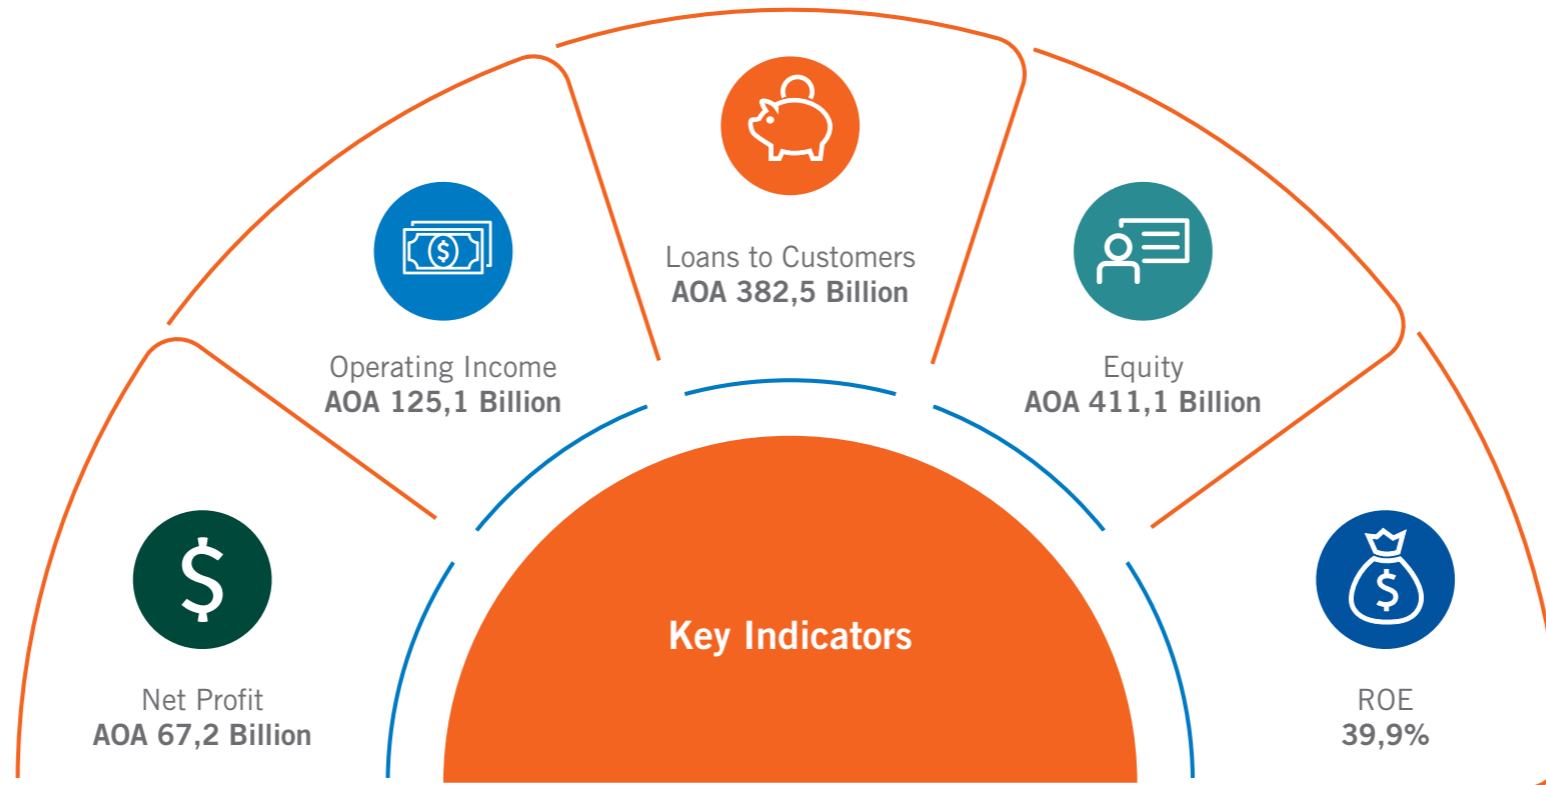 Loans to Customers
AOA 382,5 Billion
Operating Income
AOA 125,1 Billion
Equity
AOA 411,1 Billion
Key Indicators
Net Profit
AOA 67,2 Billion
ROE
39,9%
$
$
$